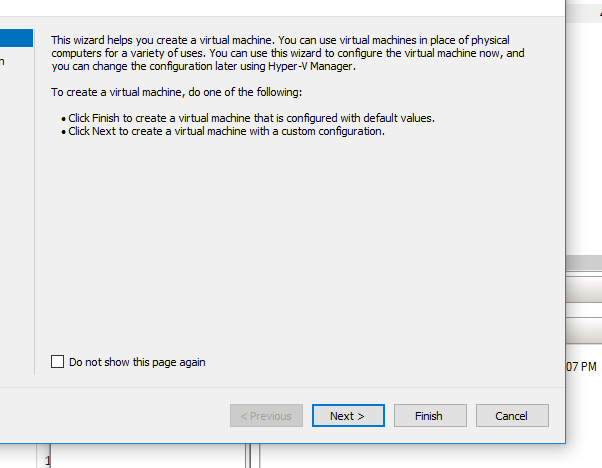 This wizard helps you create a virtual machine. You can use virtual machines in place of physical
computers for a variety of uses. You can use this wizard to configure the virtual machine now, and
you can change the configuration later using Hyper-V Manager.
To create a virtual machine, do one of the following:
• Click Finish to create a virtual machine that is configured with default values.
• Click Next to create a virtual machine with a custom configuration.
Do not show this page again
07 PM
< Previous
Next >
Finish
Cancel
1